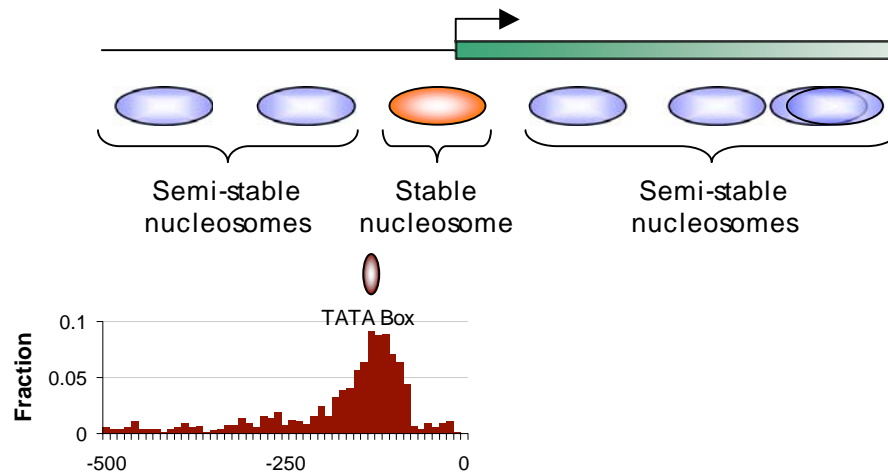 Semi-stable nucleosomes
Stable nucleosome
Semi-stable nucleosomes
TATA Box
Fraction
0.1
0.05
0
-500
-250
0